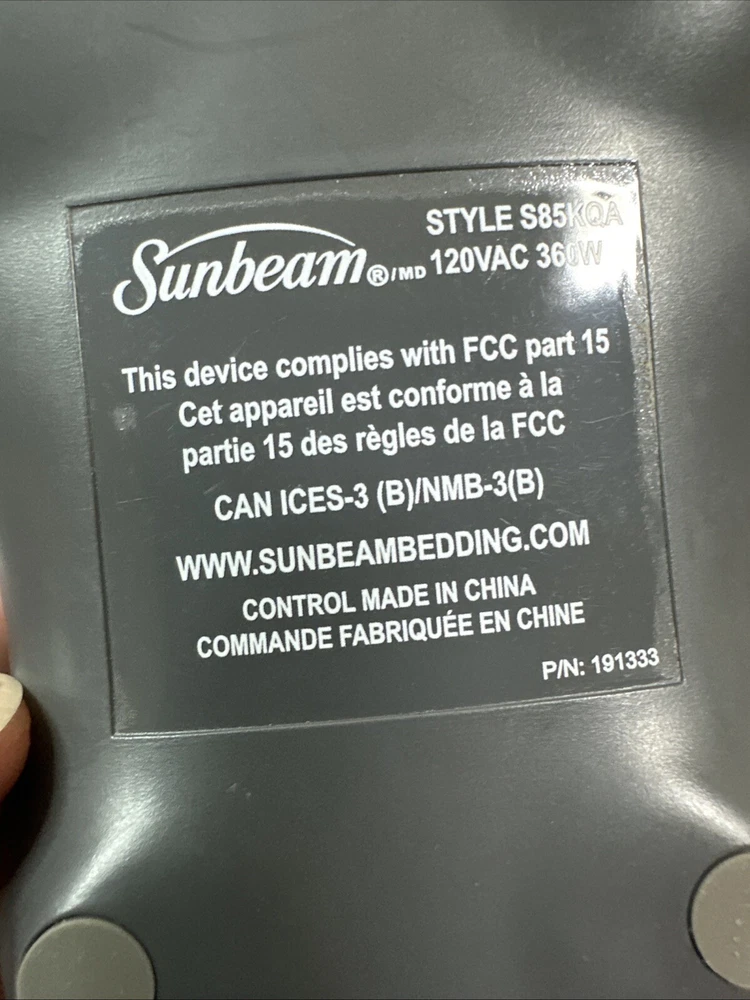 Sunbeam®/MD
STYLE S85KQA
120VAC 360W
This device complies with FCC part 15
Cet appareil est conforme à la
partie 15 des règles de la FCC
CAN ICES-3 (B)/NMB-3(B)
WWW.SUNBEAMBEDDING.COM
CONTROL MADE IN CHINA
COMMANDE FABRIQUÉE EN CHINE
P/N: 191333